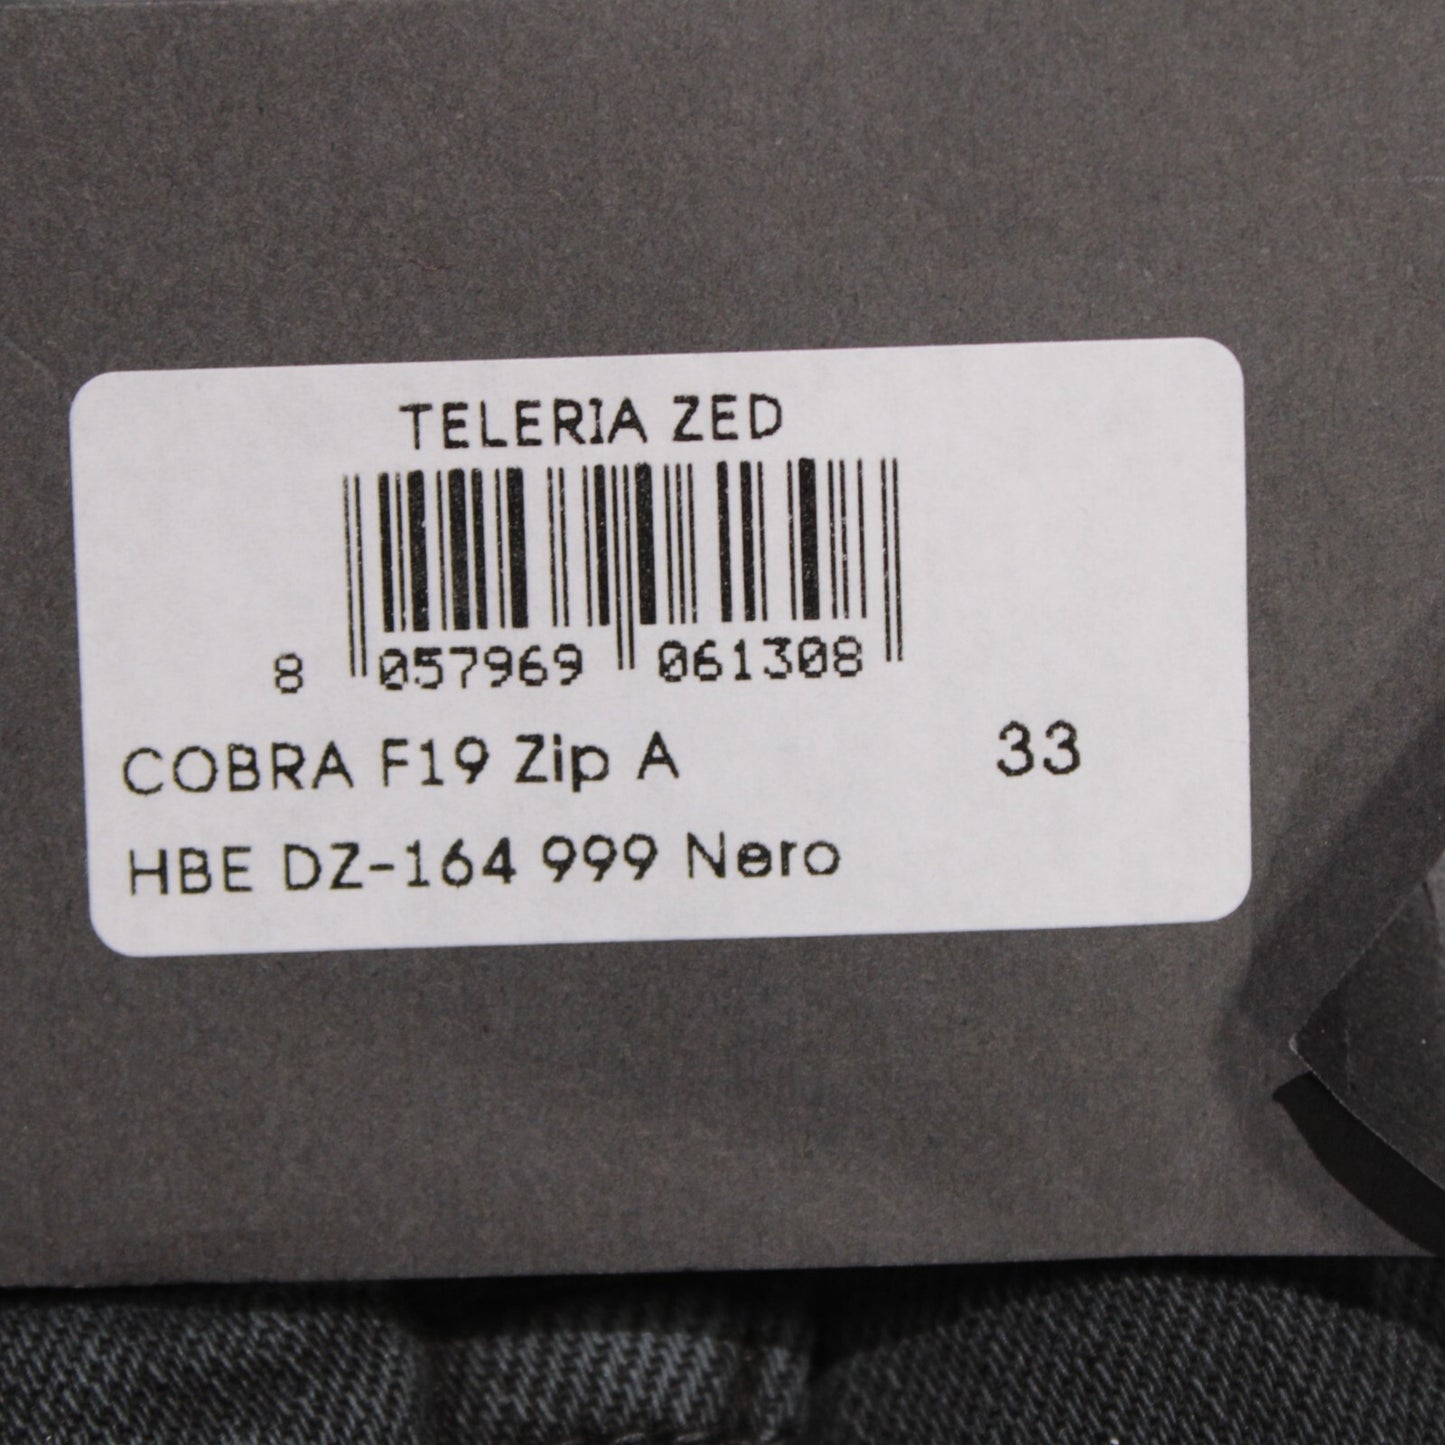 TELERIA ZED
8 057969 061308
COBRA F19 Zip A 33
HBE DZ-164 999 Nero